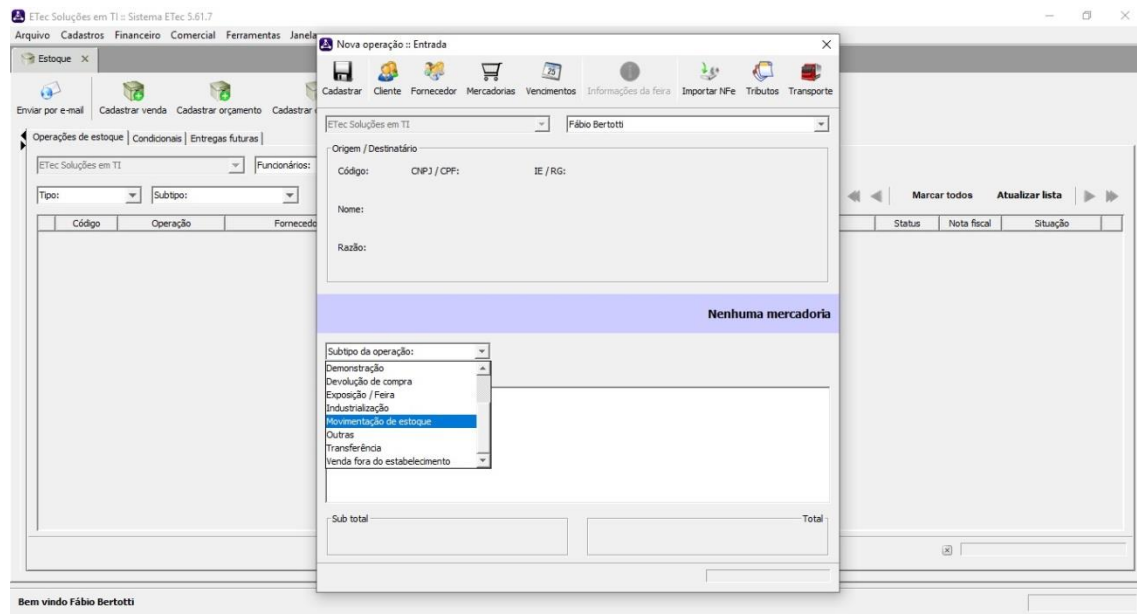 ETec Soluções em TI :: Sistema ETec 5.61.7
Arquivo Cadastros Financeiro Comercial Ferramentas Janela
Estoque
Enviar por e-mail Cadastrar venda Cadastrar orçamento Cadastrar
Operações de estoque Condicionais Entregas futuras
ETec Soluções em TI Funcionários:
Tipo: Subtipo: Marcar todos Atualizar lista
Código Operação Fornecedo Status Nota fiscal Situação
Nova operação :: Entrada
Cadastrar Cliente Fornecedor Mercadorias Vencimentos Informações da feira Importar NFe Tributos Transporte
25
ETec Soluções em TI Fábio Bertotti
Origem / Destinatário
Código: CNPJ / CPF: IE / RG:
Nome:
Razão:
Nenhuma mercadoria
Subtipo da operação:
Demonstração
Devolução de compra
Exposição / Feira
Industrialização
Movimentação de estoque
Outras
Transferência
Venda fora do estabelecimento
Sub total Total
Bem vindo Fábio Bertotti